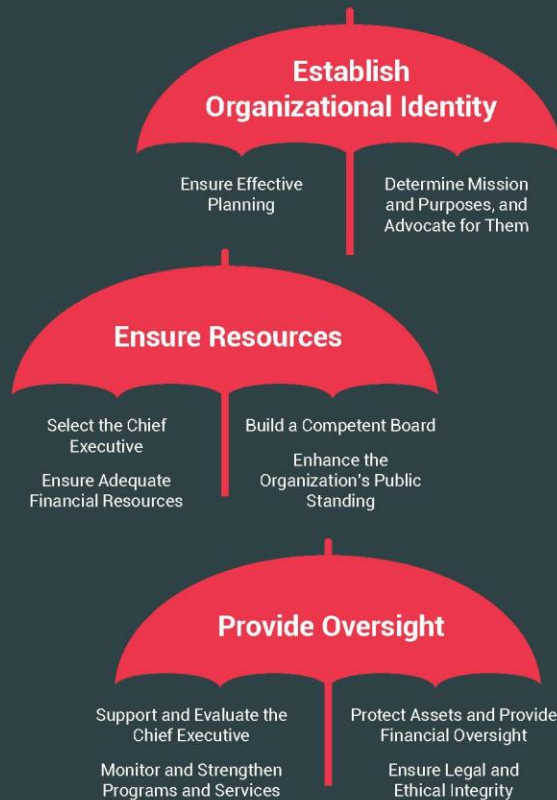 Establish
Organizational Identity
Ensure Effective
Planning
Determine Mission
and Purposes, and
Advocate for Them
Ensure Resources
Select the Chief
Executive
Ensure Adequate
Financial Resources
Build a Competent Board
Enhance the
Organization's Public
Standing
Provide Oversight
Support and Evaluate the
Chief Executive
Monitor and Strengthen
Programs and Services
Protect Assets and Provide
Financial Oversight
Ensure Legal and
Ethical Integrity